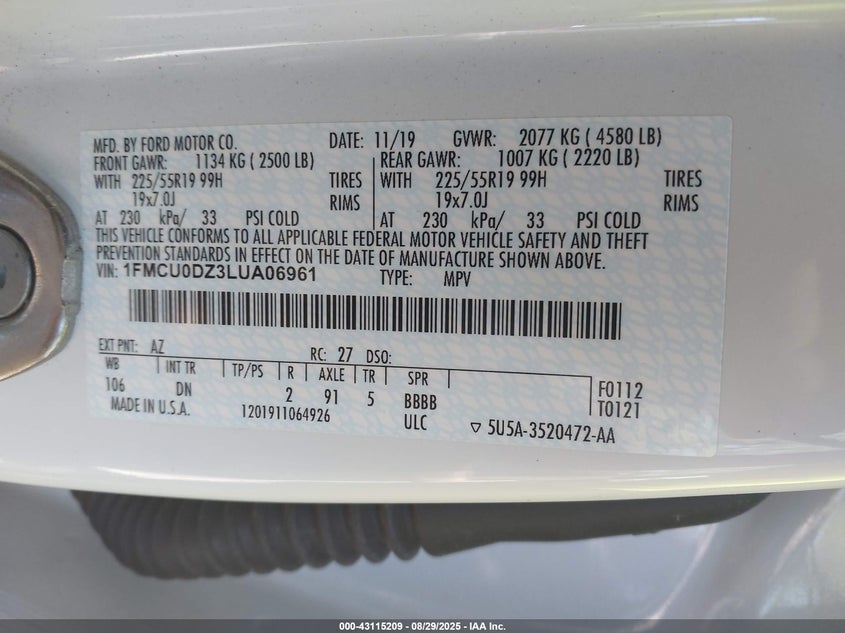 MFD. BY FORD MOTOR CO. DATE: 11/19 GVWR: 2077 KG ( 4580 LB)
FRONT GAWR: 1134 KG ( 2500 LB) REAR GAWR: 1007 KG ( 2220 LB)
WITH 225/55R19 99H TIRES WITH 225/55R19 99H TIRES
19x7.0J RIMS 19x7.0J RIMS
AT 230 kPa/ 33 PSI COLD AT 230 kPa/ 33 PSI COLD
THIS VEHICLE CONFORMS TO ALL APPLICABLE FEDERAL MOTOR VEHICLE SAFETY AND THEFT
PREVENTION STANDARDS IN EFFECT ON THE DATE OF MANUFACTURE SHOWN ABOVE.
VIN: 1FMCU0DZ3LUA06961 TYPE: MPV
EXT PNT: AZ RC: 27 DSO:
WB INT TR TP/PS R AXLE TR SPR
106 DN 2 91 5 BBBB F0112
MADE IN U.S.A. 1201911064926 ULC T0121
▽ 5U5A-3520472-AA
000-43115209 - 08/29/2025 - IAA Inc.